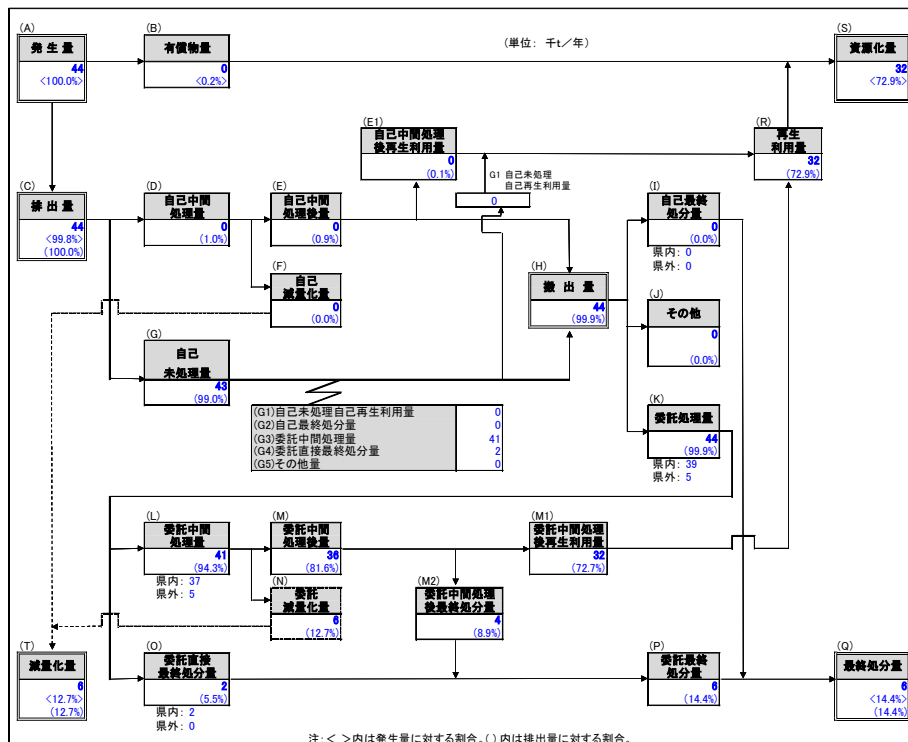 (A)
発 生 量
44
<100.0%>
(B)
有償物量
0
<0.2%>
(単位： 千t／年)
(S)
資源化量
32
<72.9%>
(E1)
自己中間処理
後再生利用量
0
(0.1%)
G1 自己未処理
自己再生利用量
0
(R)
再生
利用量
32
(72.9%)
(C)
排 出 量
44
<99.8%>
(100.0%)
(D)
自己中間
処理量
0
(1.0%)
(E)
自己中間
処理後量
0
(0.9%)
(F)
自己
減量化量
0
(0.0%)
(G)
自己
未処理量
43
(99.0%)
(G1)自己未処理自己再生利用量 0
(G2)自己最終処分量 0
(G3)委託中間処理量 41
(G4)委託直接最終処分量 2
(G5)その他量 0
(H)
搬 出 量
44
(99.9%)
(I)
自己最終
処分量
0
(0.0%)
県内： 0
県外： 0
(J)
その他
0
(0.0%)
(K)
委託処理量
44
(99.9%)
県内： 39
県外： 5
(L)
委託中間
処理量
41
(94.3%)
県内： 37
県外： 5
(M)
委託中間
処理後量
36
(81.6%)
(N)
委託
減量化量
6
(12.7%)
(M1)
委託中間処理
後再生利用量
32
(72.7%)
(M2)
委託中間処理
後最終処分量
4
(8.9%)
(T)
減量化量
6
<12.7%>
(12.7%)
(O)
委託直接
最終処分量
2
(5.5%)
県内： 2
県外： 0
(P)
委託最終
処分量
6
(14.4%)
(Q)
最終処分量
6
<14.4%>
(14.4%)
注：＜ ＞内は発生量に対する割合。（ ）内は排出量に対する割合。